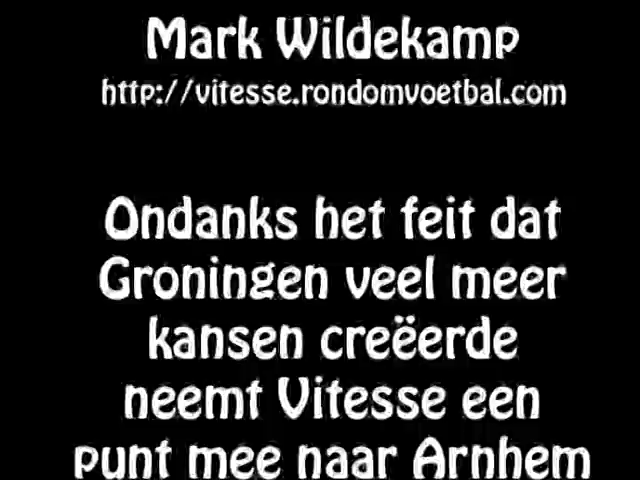 Mark Wildekamp
http://vitesse.rondomvoetbal.com
Ondanks het feit dat
Groningen veel meer
kansen creëerde
neemt Vitesse een
punt mee naar Arnhem